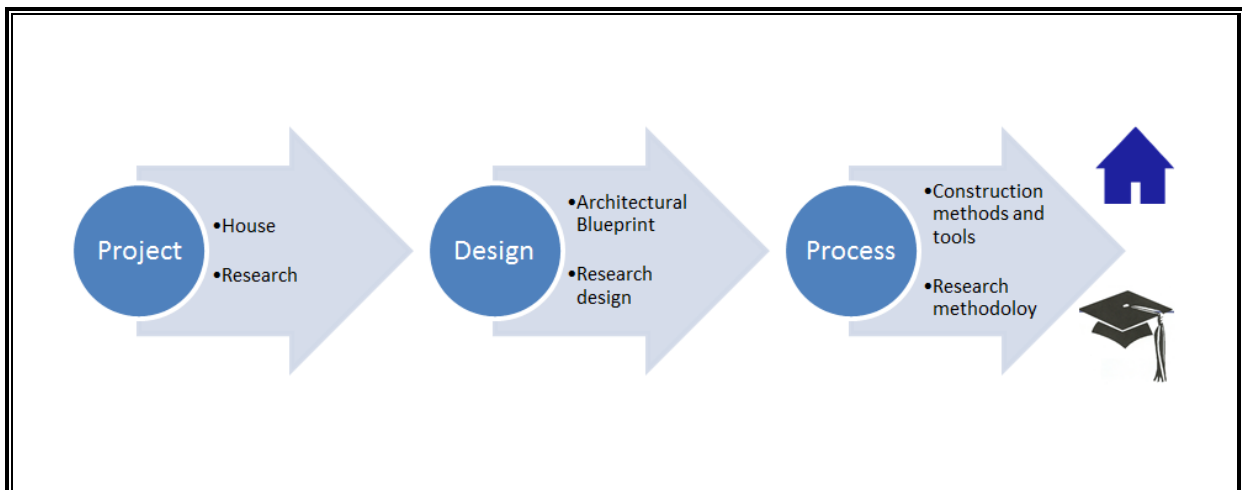 Project
•House
•Research
Design
•Architectural
Blueprint
•Research
design
Process
•Construction
methods and
tools
•Research
methodoloy